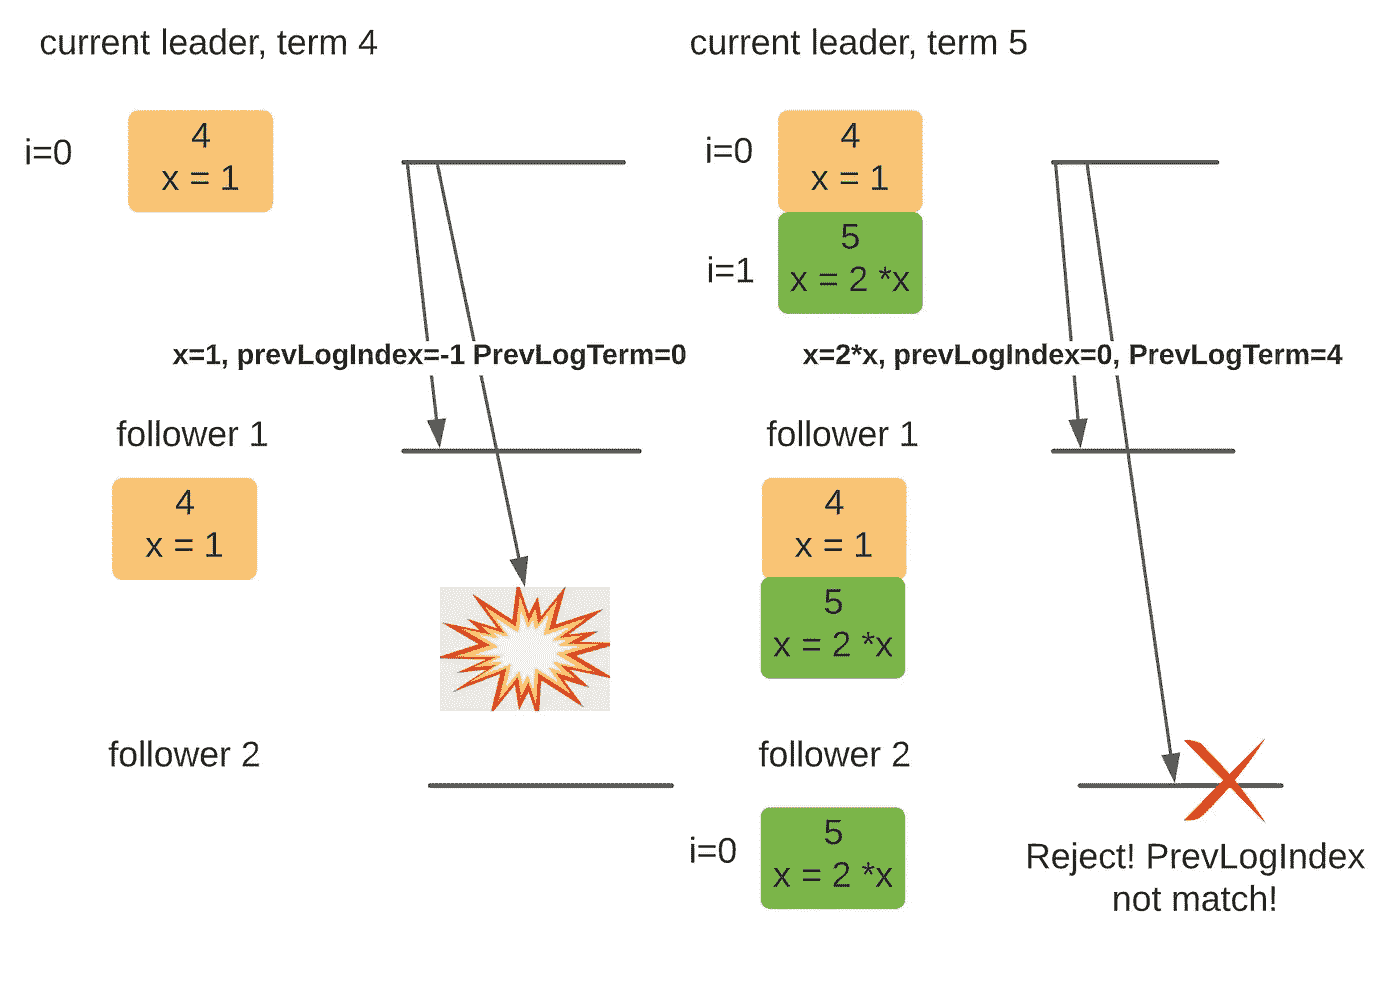 current leader, term 4
i=0
4
x = 1
x=1, prevLogIndex=-1 PrevLogTerm=0
follower 1
4
x = 1
follower 2
current leader, term 5
i=0
4
x = 1
i=1
5
x = 2 *x
x=2*x, prevLogIndex=0, PrevLogTerm=4
follower 1
4
x = 1
5
x = 2 *x
follower 2
i=0
5
x = 2 *x
Reject! PrevLogIndex
not match!